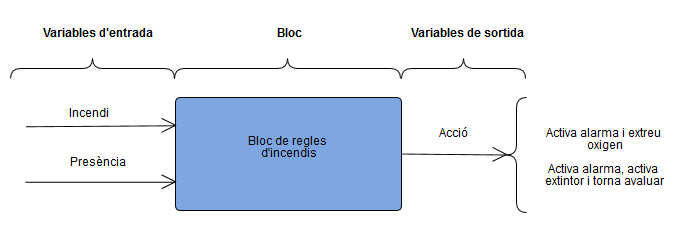 Variables d'entrada
Bloc
Variables de sortida
Incendi
Presència
Bloc de regles
d'incendis
Acció
Activa alarma i extreu
oxigen
Activa alarma, activa
extintor i torna avaluar